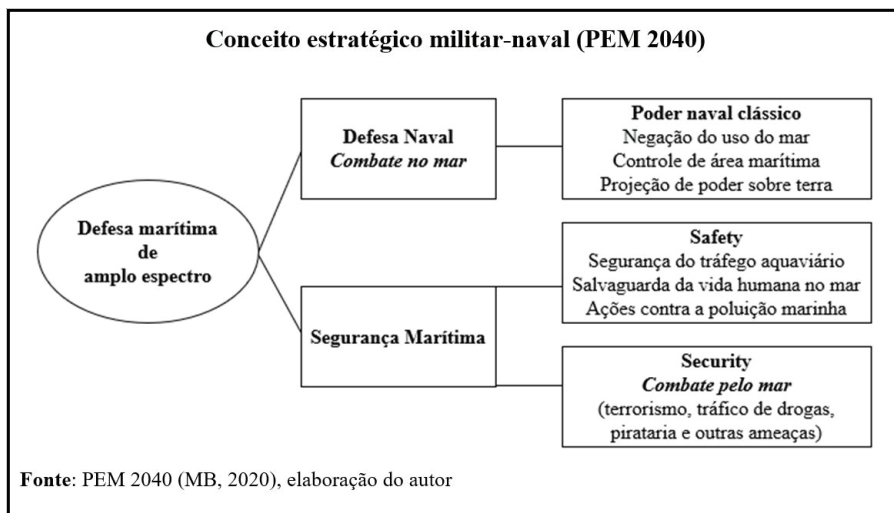 Conceito estratégico militar-naval (PEM 2040)
Defesa marítima
de
amplo espectro
Defesa Naval
Combate no mar
Poder naval clássico
Negação do uso do mar
Controle de área marítima
Projeção de poder sobre terra
Segurança Marítima
Safety
Segurança do tráfego aquaviário
Salvaguarda da vida humana no mar
Ações contra a poluição marinha
Security
Combate pelo mar
(terrorismo, tráfico de drogas,
pirataria e outras ameaças)
Fonte: PEM 2040 (MB, 2020), elaboração do autor